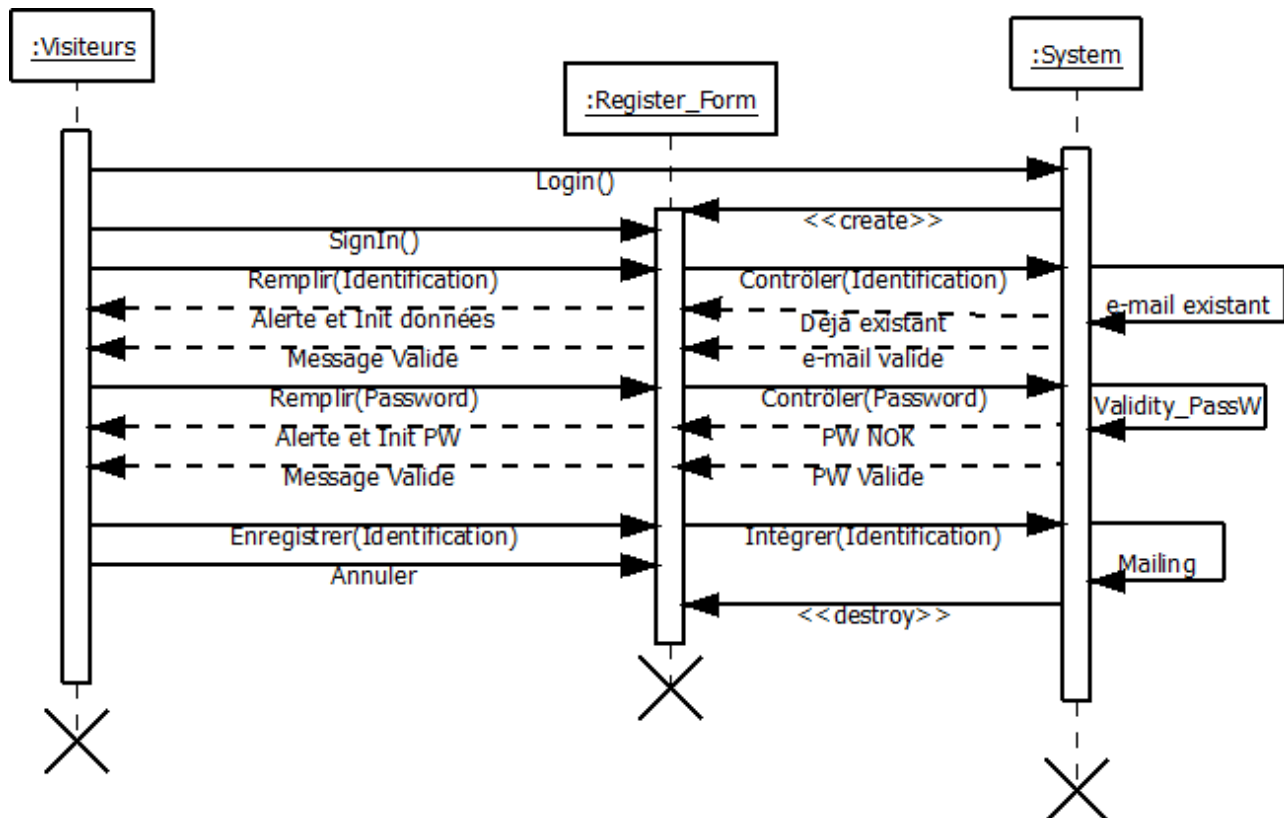 :Visiteurs
:System
:Register_Form
Login()
<<create>>
SignIn()
Remplir(Identification)
Contrôler(Identification)
e-mail existant
Alerte et Init données
Déjà existant
Message Valide
e-mail valide
Remplir(Password)
Contrôler(Password)
Validity_PassW
Alerte et Init PW
PW NOK
Message Valide
PW Valide
Enregistrer(Identification)
Intégrer(Identification)
Mailing
Annuler
<<destroy>>